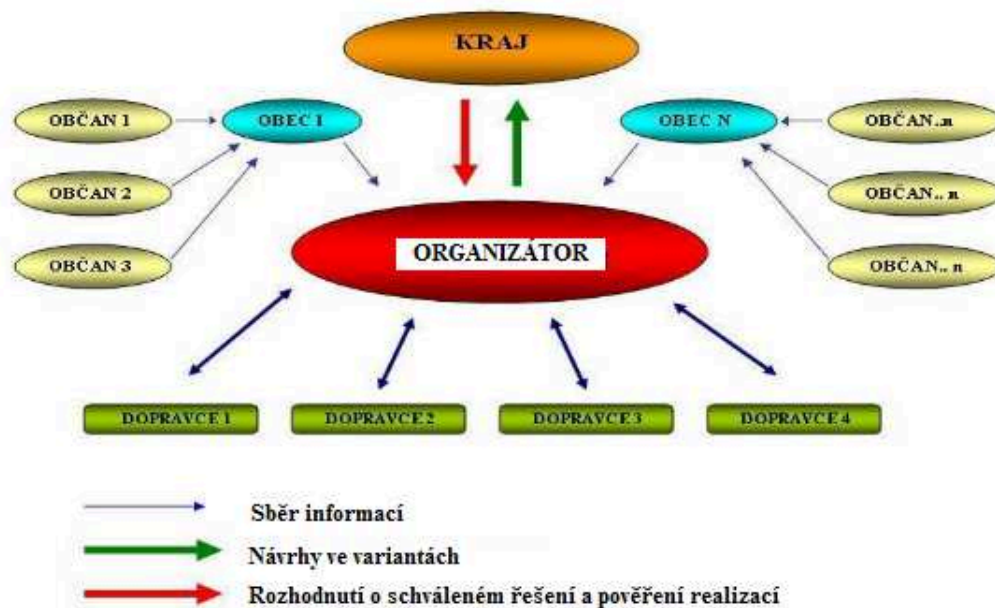 KRAJ
OBČAN 1
OBEC 1
OBEC N
OBČAN..n
OBČAN 2
OBČAN.. n
ORGANIZÁTOR
OBČAN 3
OBČAN.. n
DOPRAVCE 1
DOPRAVCE 2
DOPRAVCE 3
DOPRAVCE 4
Sběr informací
Návrhy ve variantách
Rozhodnutí o schváleném řešení a pověření realizací